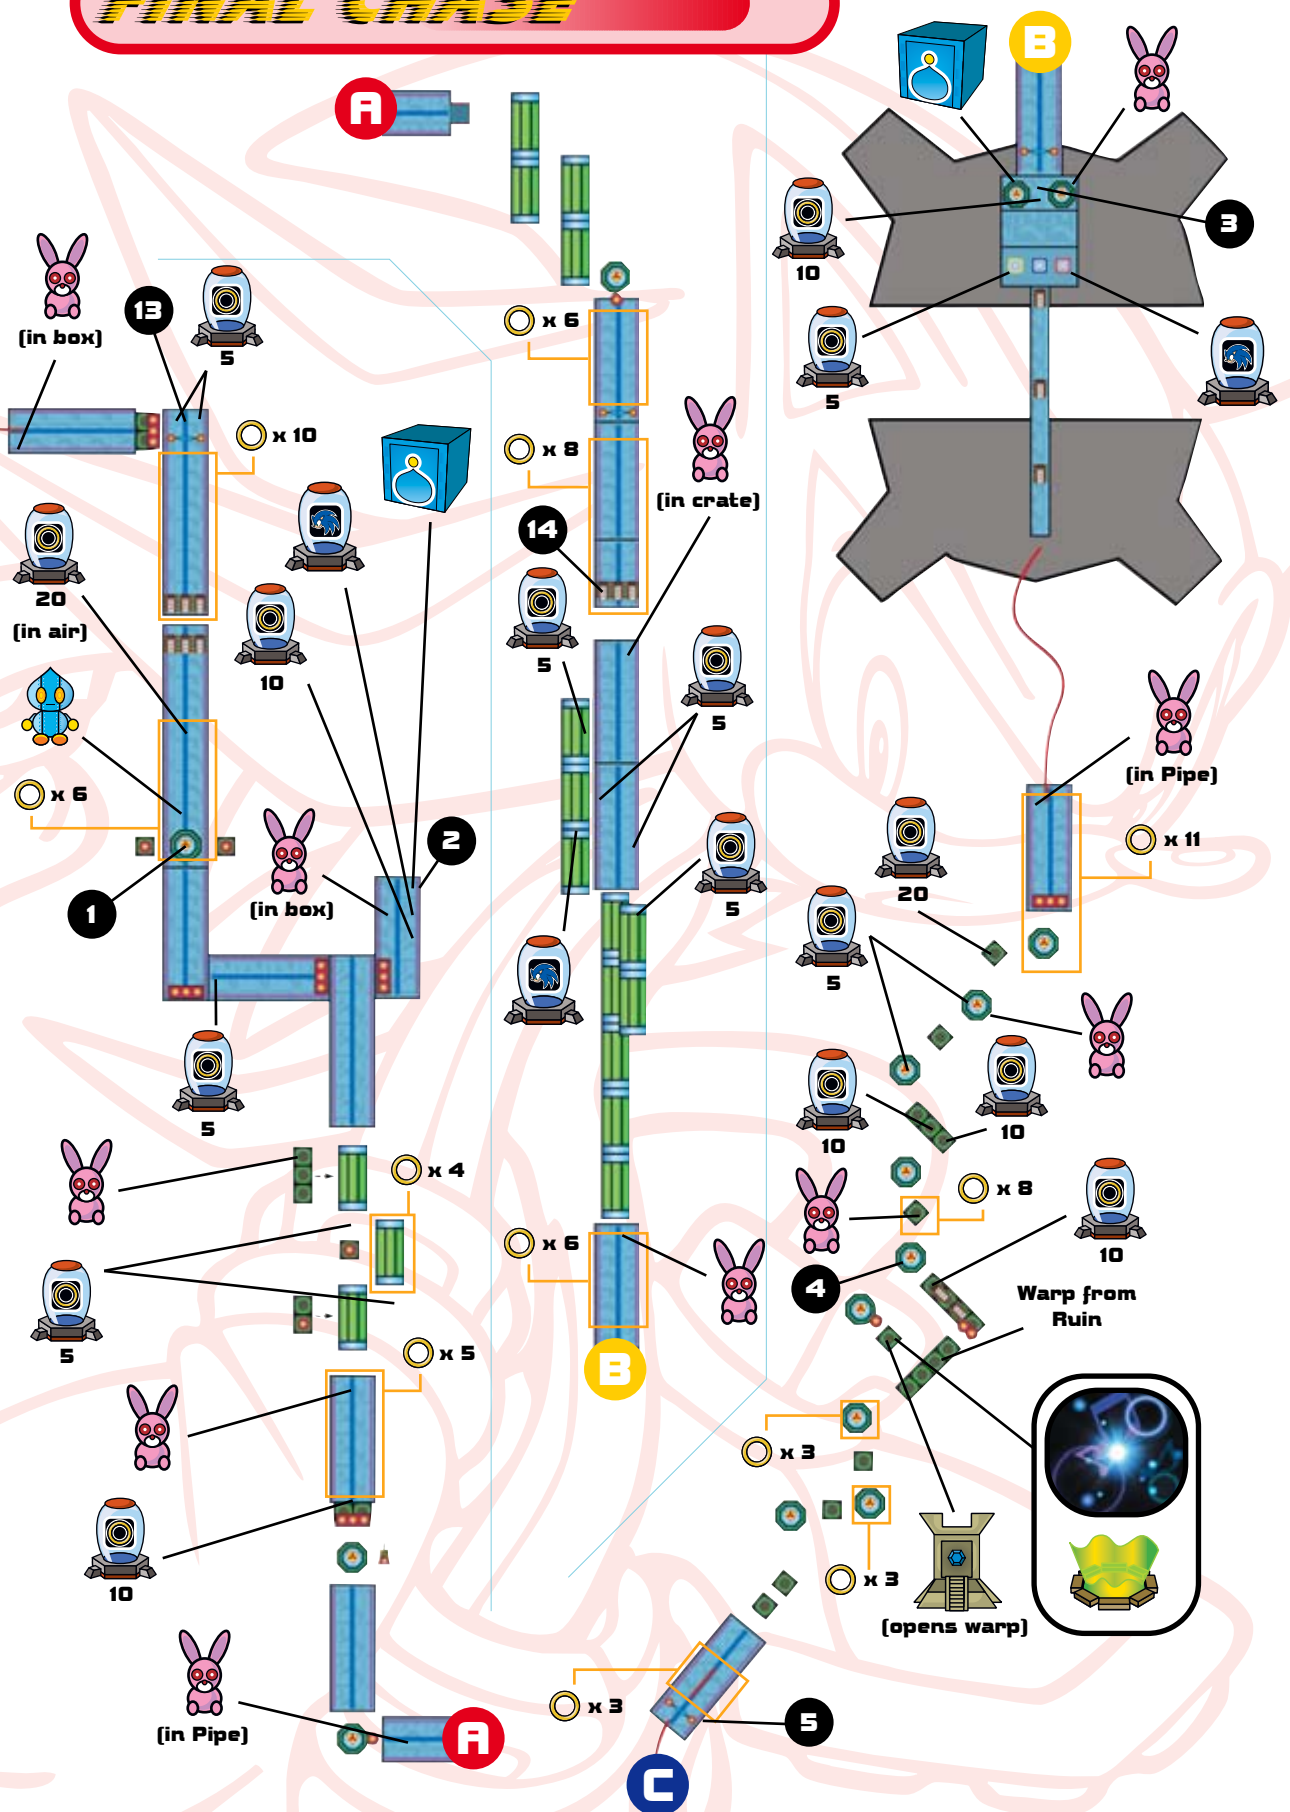 FINAL CHASE
A
B
3
10
5
(in box)
13
5
x 10
20
(in air)
10
x 6
1
(in box)
2
5
x 6
x 8
(in crate)
14
5
5
5
x 4
5
x 5
10
(in Pipe)
A
x 6
B
(in Pipe)
x 11
20
5
10
10
x 8
10
4
Warp from
Ruin
x 3
x 3
(opens warp)
x 3
5
C